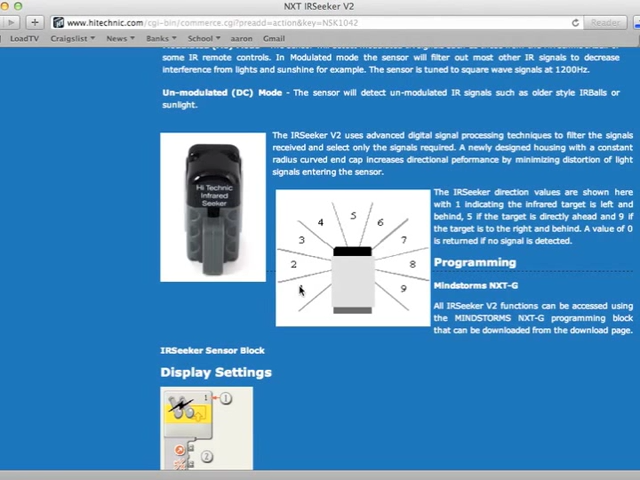 NXT IRSeeker V2
www.hitechnic.com/cgi-bin/commerce.cgi?preadd=action&key=NSK1042
Reader
LoadTV Craigslist News Banks School aaron Gmail
some IR remote controls. In Modulated mode the sensor will filter out most other IR signals to decrease
interference from lights and sunshine for example. The sensor is tuned to square wave signals at 1200Hz.
Un-modulated (DC) Mode - The sensor will detect un-modulated IR signals such as older style IRBalls or
sunlight.
The IRSeeker V2 uses advanced digital signal processing techniques to filter the signals
received and select only the signals required. A newly designed housing with a constant
radius curved end cap increases directional peformance by minimizing distortion of light
signals entering the sensor.
Hi Technic
Infrared
Seeker
5
4 6
3 7
2 8
9
The IRSeeker direction values are shown here
with 1 indicating the infrared target is left and
behind, 5 if the target is directly ahead and 9 if
the target is to the right and behind. A value of 0
is returned if no signal is detected.
Programming
Mindstorms NXT-G
All IRSeeker V2 functions can be accessed using
the MINDSTORMS NXT-G programming block
that can be downloaded from the download page.
IRSeeker Sensor Block
Display Settings
1 1
2